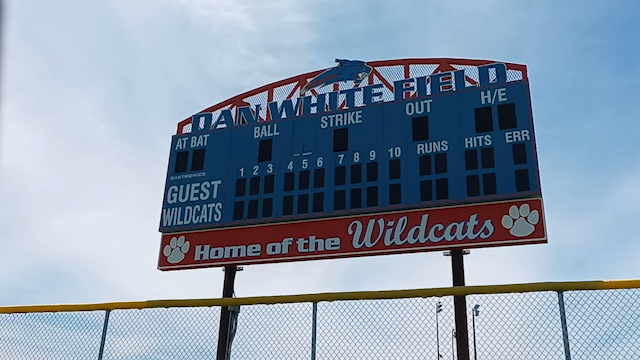 DAN WHITE FIELD
AT BAT BALL STRIKE OUT H/E
DAKTRONICS 1 2 3 4 5 6 7 8 9 10 RUNS HITS ERR
GUEST
WILDCATS
Home of the Wildcats